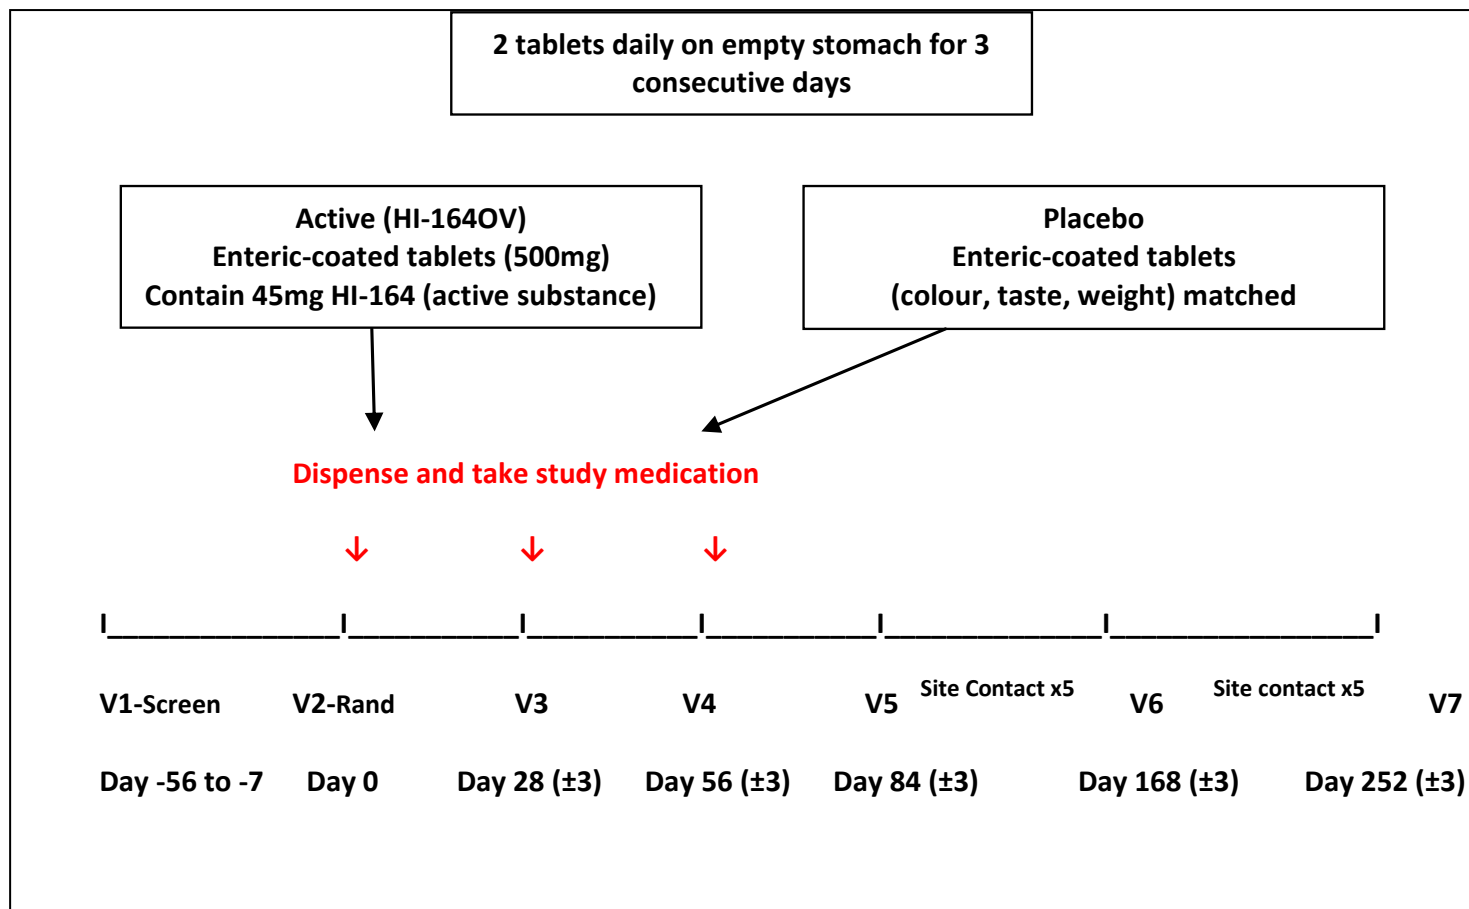 2 tablets daily on empty stomach for 3
consecutive days
Active (HI-164OV)
Enteric-coated tablets (500mg)
Contain 45mg HI-164 (active substance)
Placebo
Enteric-coated tablets
(colour, taste, weight) matched
Dispense and take study medication
V1-Screen V2-Rand V3 V4 V5 Site Contact x5 V6 Site contact x5 V7
Day -56 to -7 Day 0 Day 28 (±3) Day 56 (±3) Day 84 (±3) Day 168 (±3) Day 252 (±3)